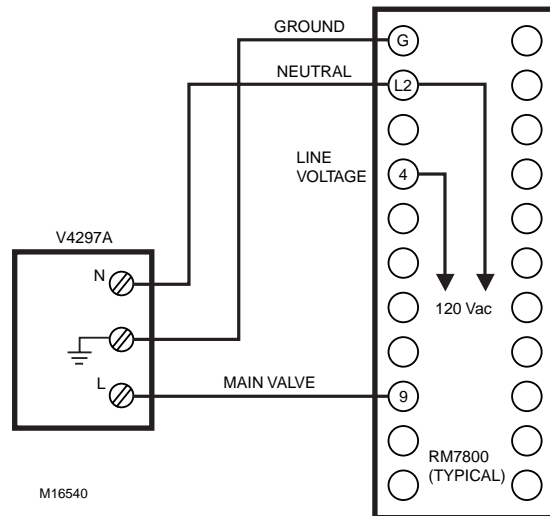 GROUND
G
NEUTRAL
L2
LINE
VOLTAGE
4
V4297A
N
120 Vac
L
MAIN VALVE
9
RM7800
(TYPICAL)
M16540